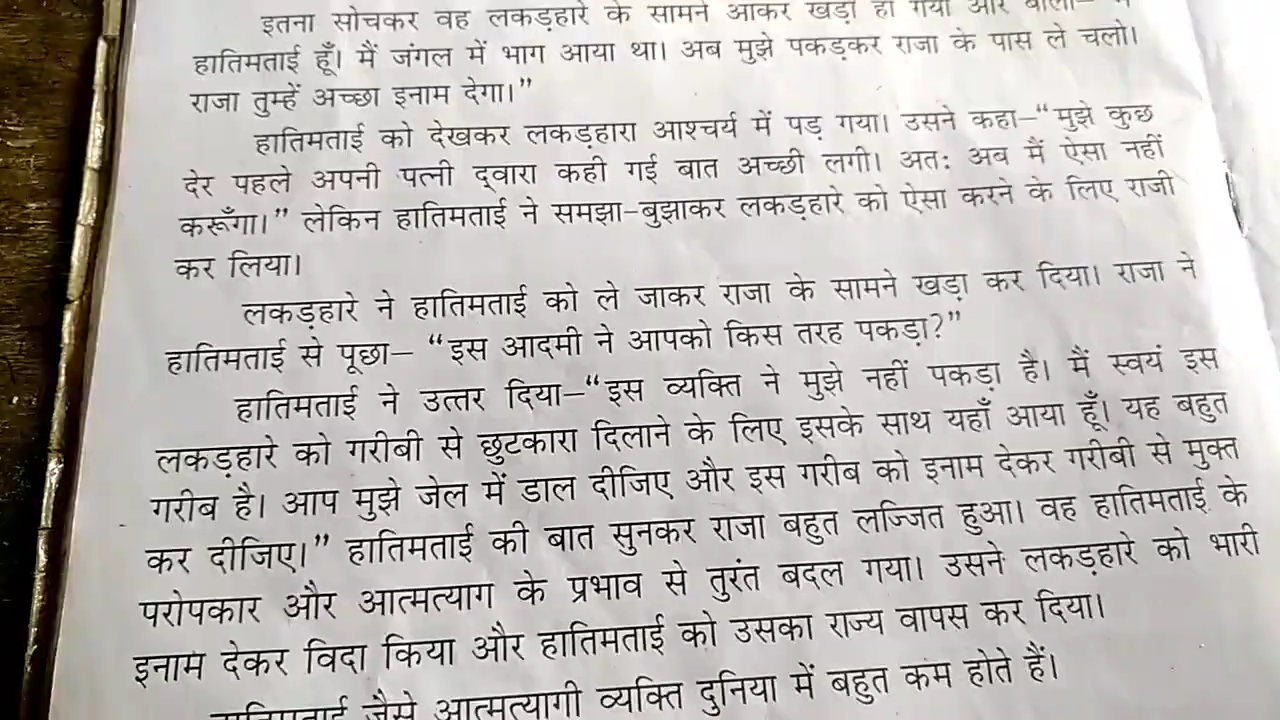 इतना सोचकर वह लकड़हारे के सामने आकर खड़ा हो गया और बोला–
हातिमताई हूँ। मैं जंगल में भाग आया था। अब मुझे पकड़कर राजा के पास ले चलो।
राजा तुम्हें अच्छा इनाम देगा।”
हातिमताई को देखकर लकड़हारा आश्चर्य में पड़ गया। उसने कहा–“मुझे कुछ
देर पहले अपनी पत्नी द्वारा कही गई बात अच्छी लगी। अतः अब मैं ऐसा नहीं
करूँगा।” लेकिन हातिमताई ने समझा-बुझाकर लकड़हारे को ऐसा करने के लिए राजी
कर लिया।
लकड़हारे ने हातिमताई को ले जाकर राजा के सामने खड़ा कर दिया। राजा ने
हातिमताई से पूछा– “इस आदमी ने आपको किस तरह पकड़ा?”
हातिमताई ने उत्तर दिया–“इस व्यक्ति ने मुझे नहीं पकड़ा है। मैं स्वयं इस
लकड़हारे को गरीबी से छुटकारा दिलाने के लिए इसके साथ यहाँ आया हूँ। यह बहुत
गरीब है। आप मुझे जेल में डाल दीजिए और इस गरीब को इनाम देकर गरीबी से मुक्त
कर दीजिए।” हातिमताई की बात सुनकर राजा बहुत लज्जित हुआ। वह हातिमताई के
परोपकार और आत्मत्याग के प्रभाव से तुरंत बदल गया। उसने लकड़हारे को भारी
इनाम देकर विदा किया और हातिमताई को उसका राज्य वापस कर दिया।
हातिमताई जैसे आत्मत्यागी व्यक्ति दुनिया में बहुत कम होते हैं।